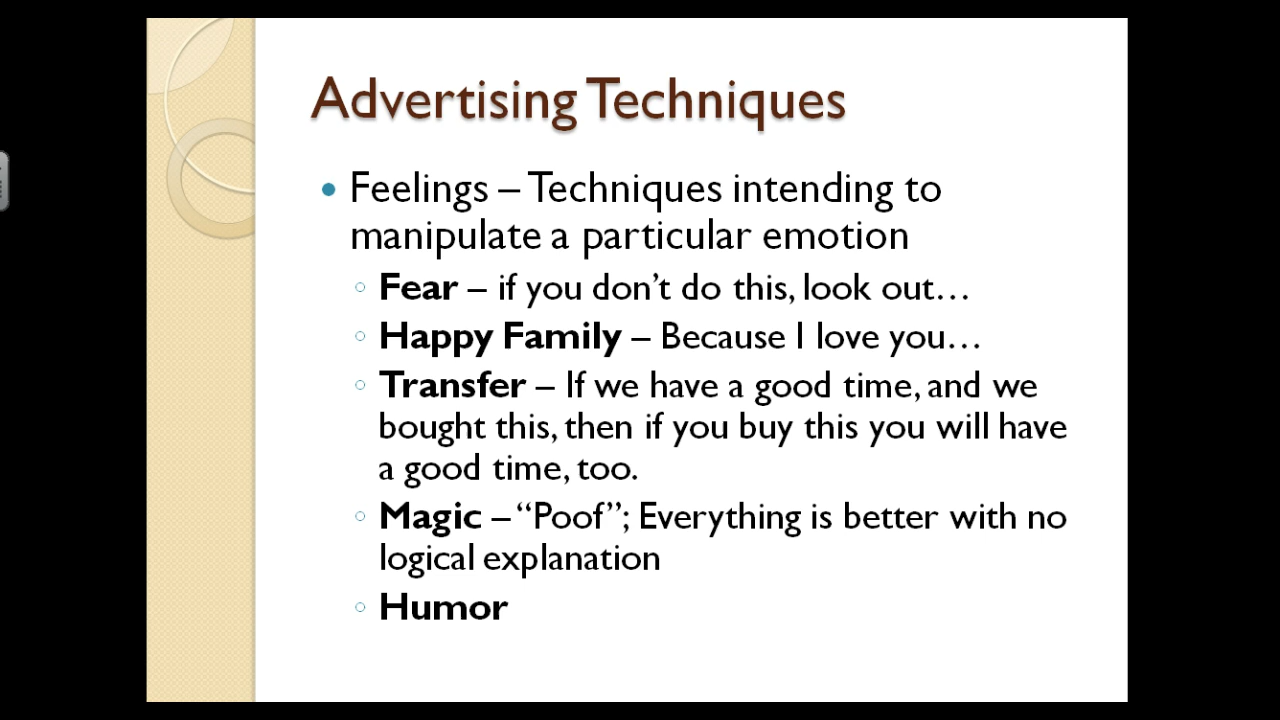 Advertising Techniques
• Feelings – Techniques intending to
manipulate a particular emotion
◦ Fear – if you don’t do this, look out…
◦ Happy Family – Because I love you…
◦ Transfer – If we have a good time, and we
bought this, then if you buy this you will have
a good time, too.
◦ Magic – “Poof”; Everything is better with no
logical explanation
◦ Humor